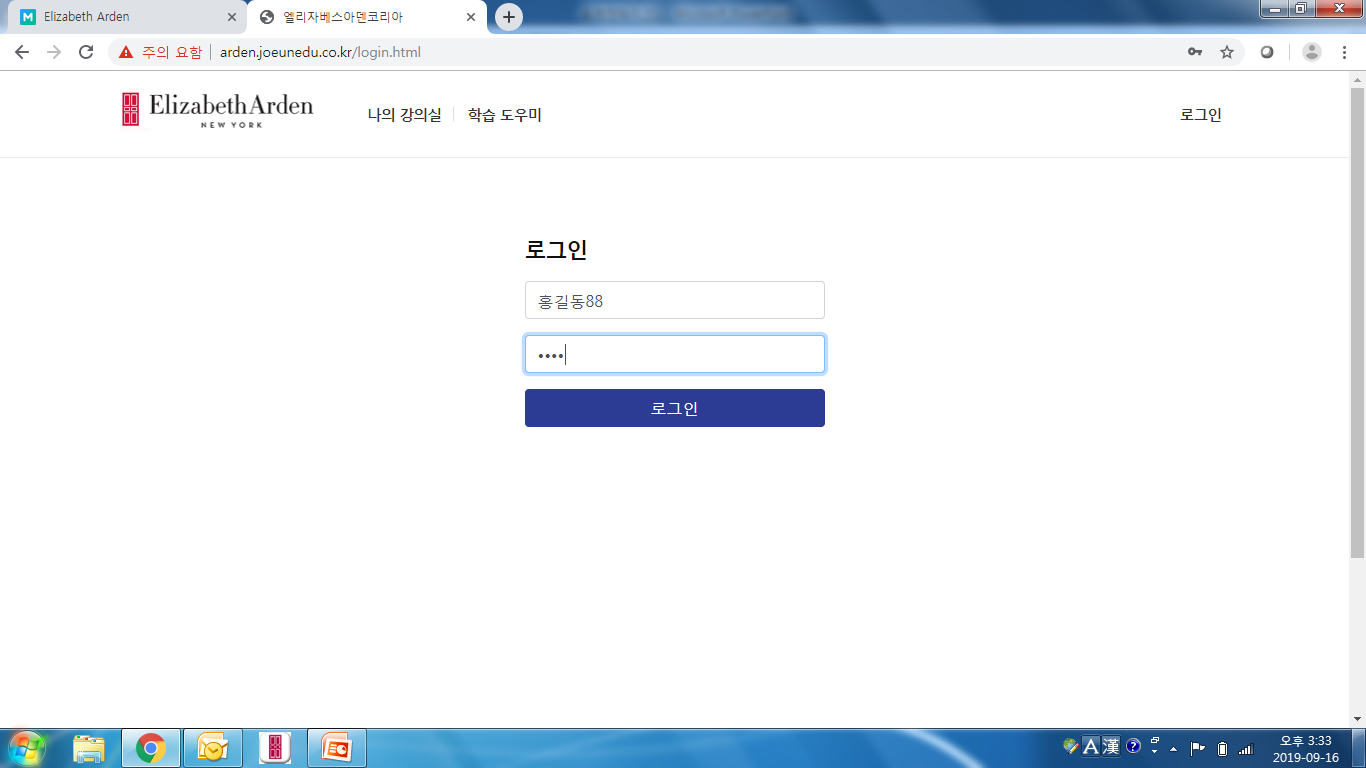 Elizabeth Arden
엘리자베스아덴코리아
주의 요함
arden.joeunedu.co.kr/login.html
ElizabethArden
NEW YORK
나의 강의실
학습 도우미
로그인
로그인
홍길동88
••••
로그인
A 漢
오후 3:33
2019-09-16